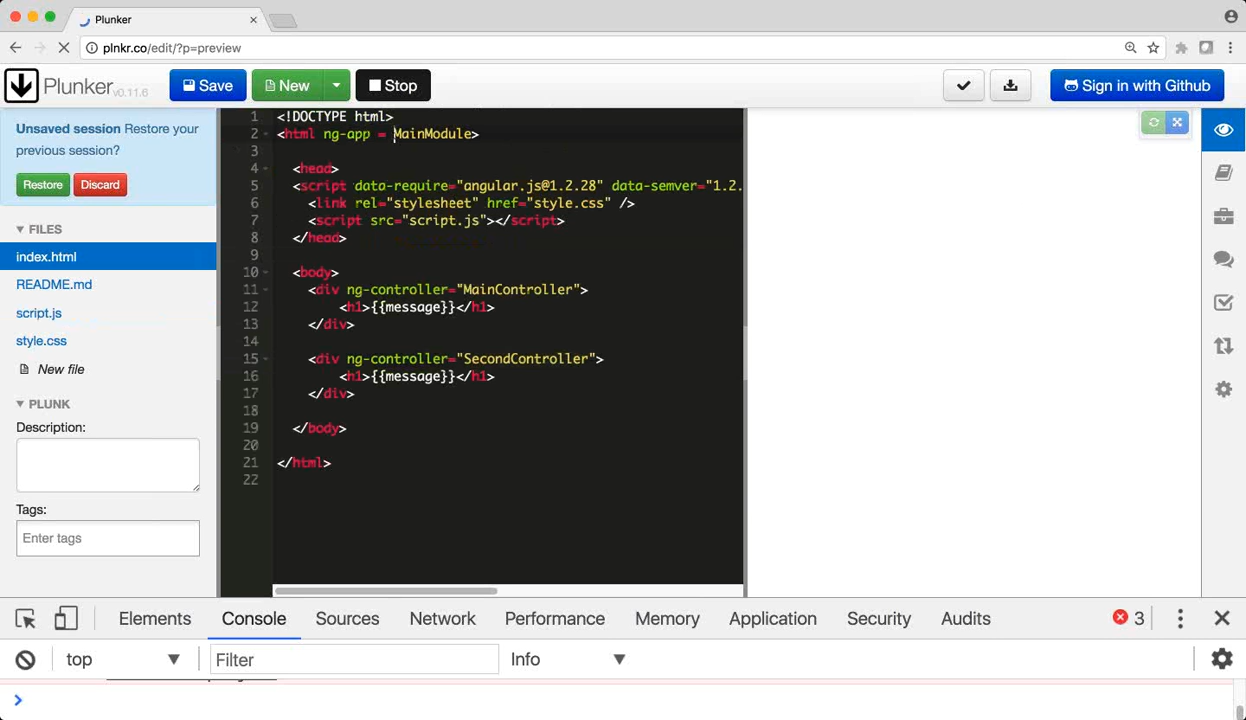 Plunker
plnkr.co/edit/?p=preview
Plunker v0.11.6
Save
New
Stop
Sign in with Github
Unsaved session Restore your
previous session?
Restore
Discard
FILES
index.html
README.md
script.js
style.css
New file
PLUNK
Description:
Tags:
Enter tags
1 <!DOCTYPE html>
2 <html ng-app = MainModule>
3
4 <head>
5 <script data-require="angular.js@1.2.28" data-semver="1.2.
6 <link rel="stylesheet" href="style.css" />
7 <script src="script.js"></script>
8 </head>
9
10 <body>
11 <div ng-controller="MainController">
12 <h1>{{message}}</h1>
13 </div>
14
15 <div ng-controller="SecondController">
16 <h1>{{message}}</h1>
17 </div>
18
19 </body>
20
21 </html>
22
Elements Console Sources Network Performance Memory Application Security Audits 3
top Filter Info